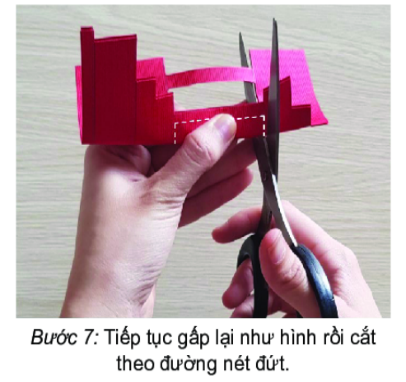 Bước 7: Tiếp tục gấp lại như hình rồi cắt
theo đường nét đứt.